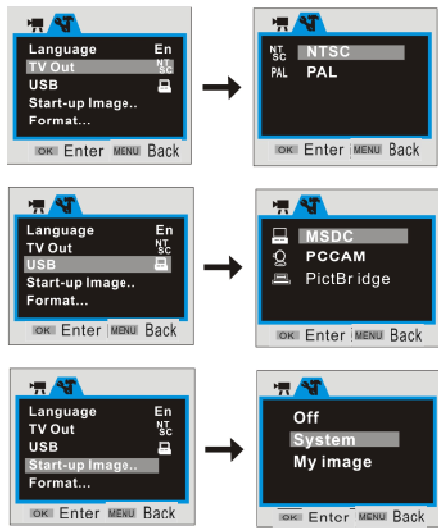 Language En
TV Out NT SC
USB
Start-up Image..
Format...
OK Enter MENU Back
NT SC NTSC
PAL PAL
OK Enter MENU Back
Language En
TV Out NT SC
USB
Start-up Image..
Format...
OK Enter MENU Back
MSDC
PCCAM
PictBridge
OK Enter MENU Back
Language En
TV Out NT SC
USB
Start-up Image..
Format...
OK Enter MENU Back
Off
System
My image
OK Enter MENU Back